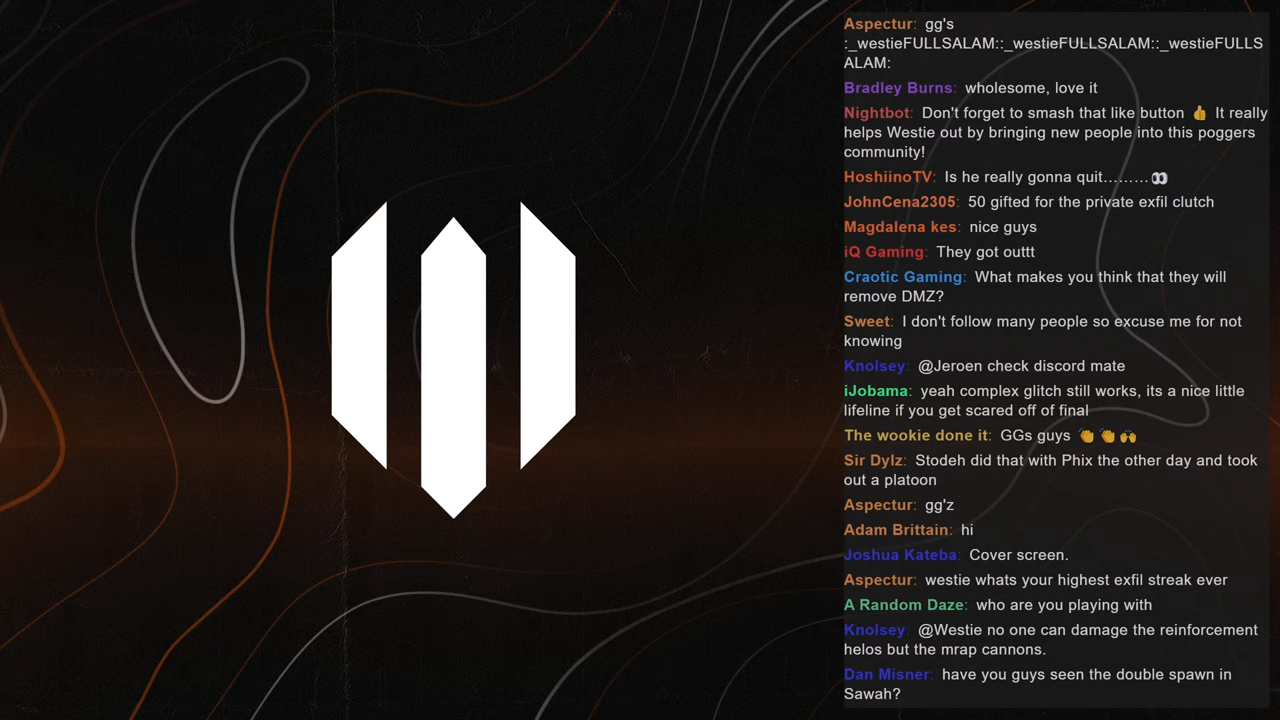 Aspectur: gg's
:_westieFULLSALAM::_westieFULLSALAM::_westieFULLS
ALAM:
Bradley Burns: wholesome, love it
Nightbot: Don't forget to smash that like button 👍 It really
helps Westie out by bringing new people into this poggers
community!
HoshiinoTV: Is he really gonna quit………👀
JohnCena2305: 50 gifted for the private exfil clutch
Magdalena kes: nice guys
iQ Gaming: They got outtt
Craotic Gaming: What makes you think that they will
remove DMZ?
Sweet: I don't follow many people so excuse me for not
knowing
Knolsey: @Jeroen check discord mate
iJobama: yeah complex glitch still works, its a nice little
lifeline if you get scared off of final
The wookie done it: GGs guys 👏 👏 🙌
Sir Dylz: Stodeh did that with Phix the other day and took
out a platoon
Aspectur: gg'z
Adam Brittain: hi
Joshua Kateba: Cover screen.
Aspectur: westie whats your highest exfil streak ever
A Random Daze: who are you playing with
Knolsey: @Westie no one can damage the reinforcement
helos but the mrap cannons.
Dan Misner: have you guys seen the double spawn in
Sawah?